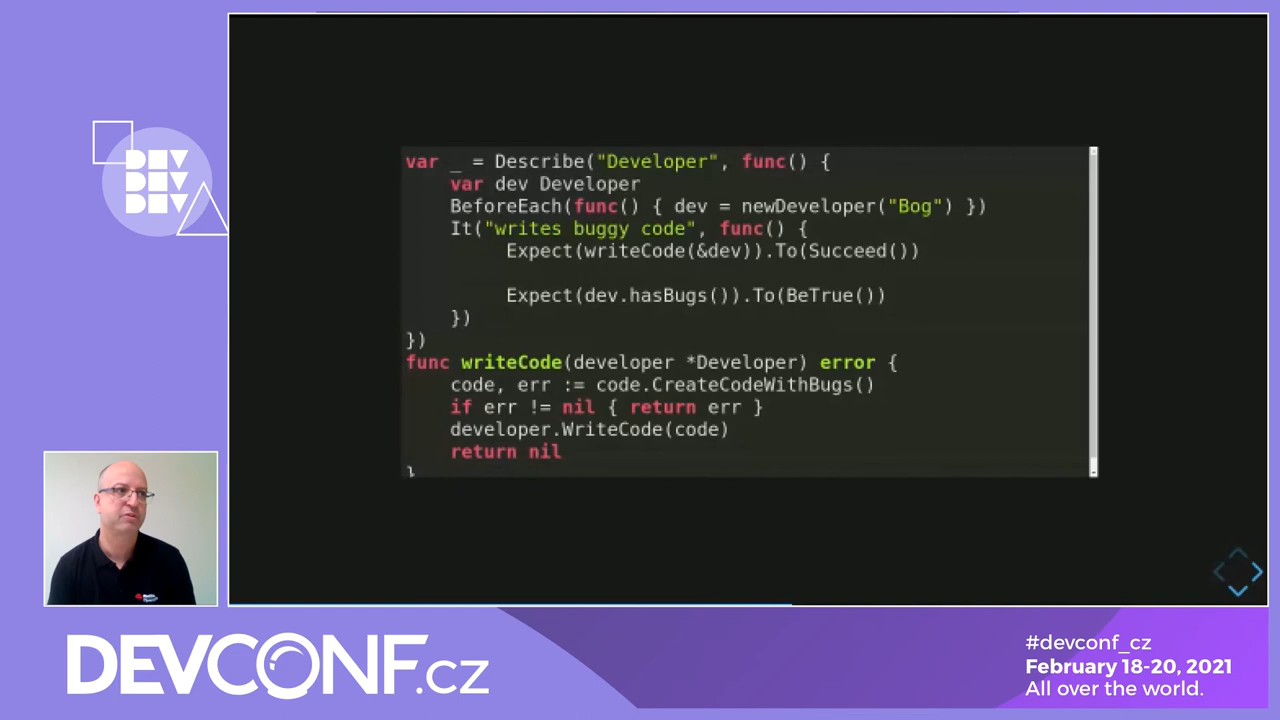 DEV
DEV
DEV
var _ = Describe("Developer", func() {
    var dev Developer
    BeforeEach(func() { dev = newDeveloper("Bog") })
    It("writes buggy code", func() {
         Expect(writeCode(&dev)).To(Succeed())
         Expect(dev.hasBugs()).To(BeTrue())
    })
})
func writeCode(developer *Developer) error {
    code, err := code.CreateCodeWithBugs()
    if err != nil { return err }
    developer.WriteCode(code)
    return nil
}
DEVCONF.cz
#devconf_cz
February 18-20, 2021
All over the world.